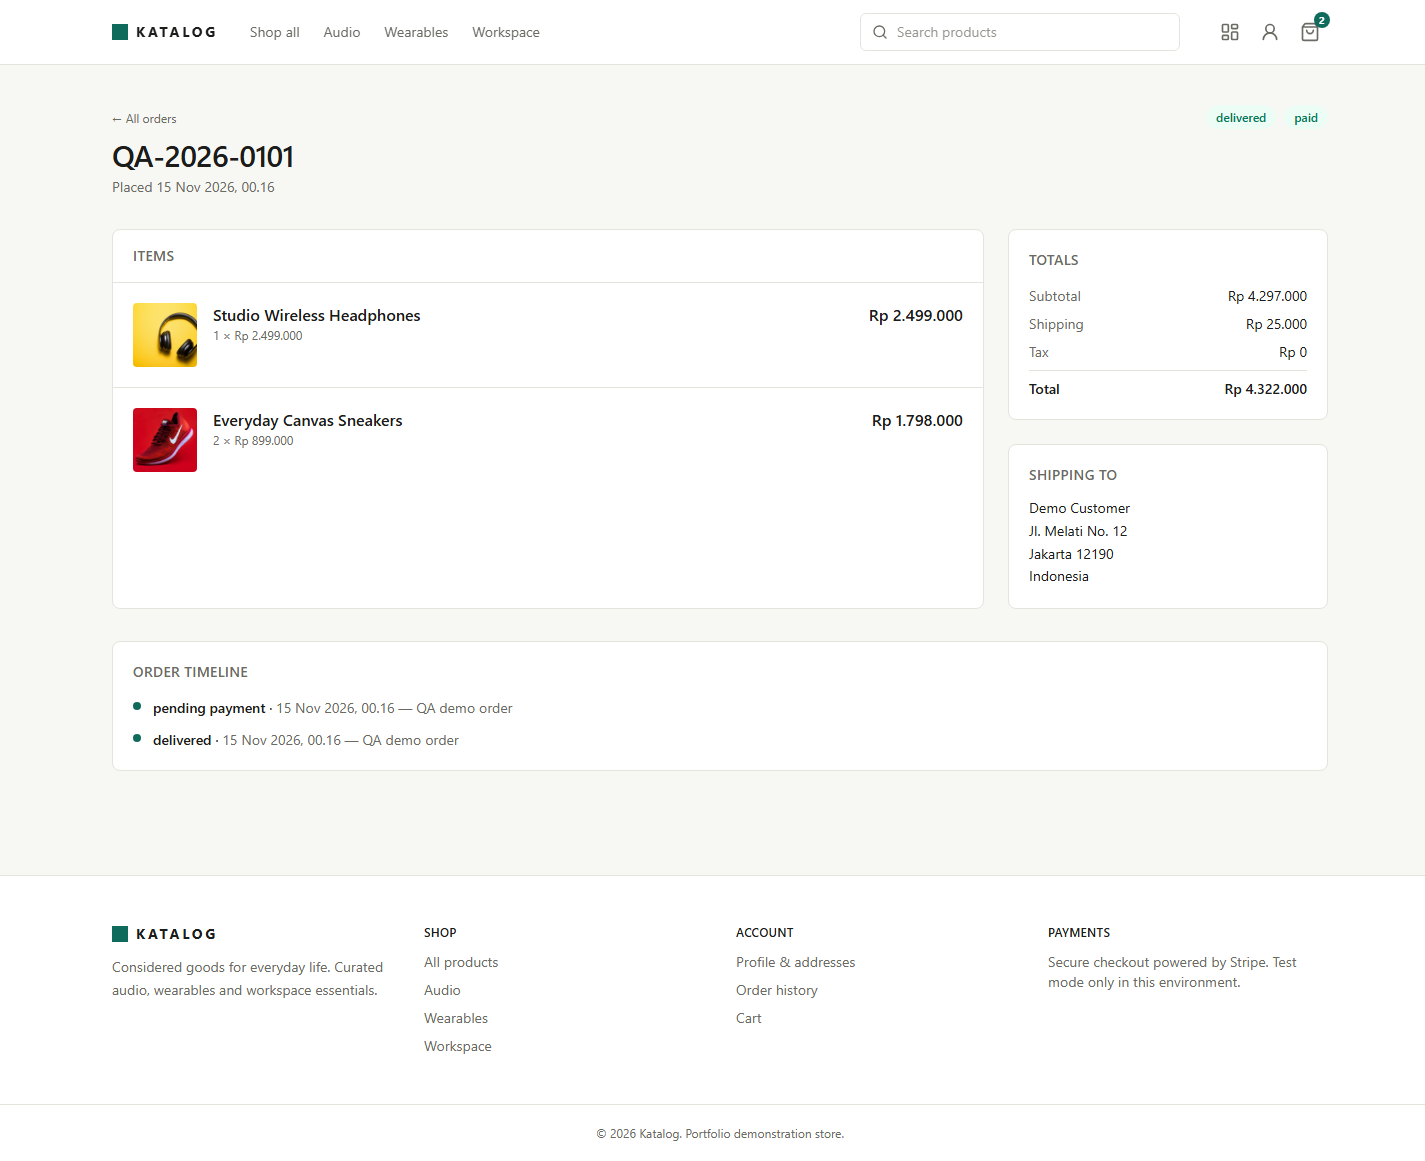 KATALOG
Shop all
Audio
Wearables
Workspace
Search products
2
← All orders
delivered
paid
QA-2026-0101
Placed 15 Nov 2026, 00.16
ITEMS
Studio Wireless Headphones
Rp 2.499.000
1 × Rp 2.499.000
Everyday Canvas Sneakers
Rp 1.798.000
2 × Rp 899.000
TOTALS
Subtotal
Rp 4.297.000
Shipping
Rp 25.000
Tax
Rp 0
Total
Rp 4.322.000
SHIPPING TO
Demo Customer
Jl. Melati No. 12
Jakarta 12190
Indonesia
ORDER TIMELINE
pending payment · 15 Nov 2026, 00.16 — QA demo order
delivered · 15 Nov 2026, 00.16 — QA demo order
KATALOG
Considered goods for everyday life. Curated
audio, wearables and workspace essentials.
SHOP
All products
Audio
Wearables
Workspace
ACCOUNT
Profile & addresses
Order history
Cart
PAYMENTS
Secure checkout powered by Stripe. Test
mode only in this environment.
© 2026 Katalog. Portfolio demonstration store.